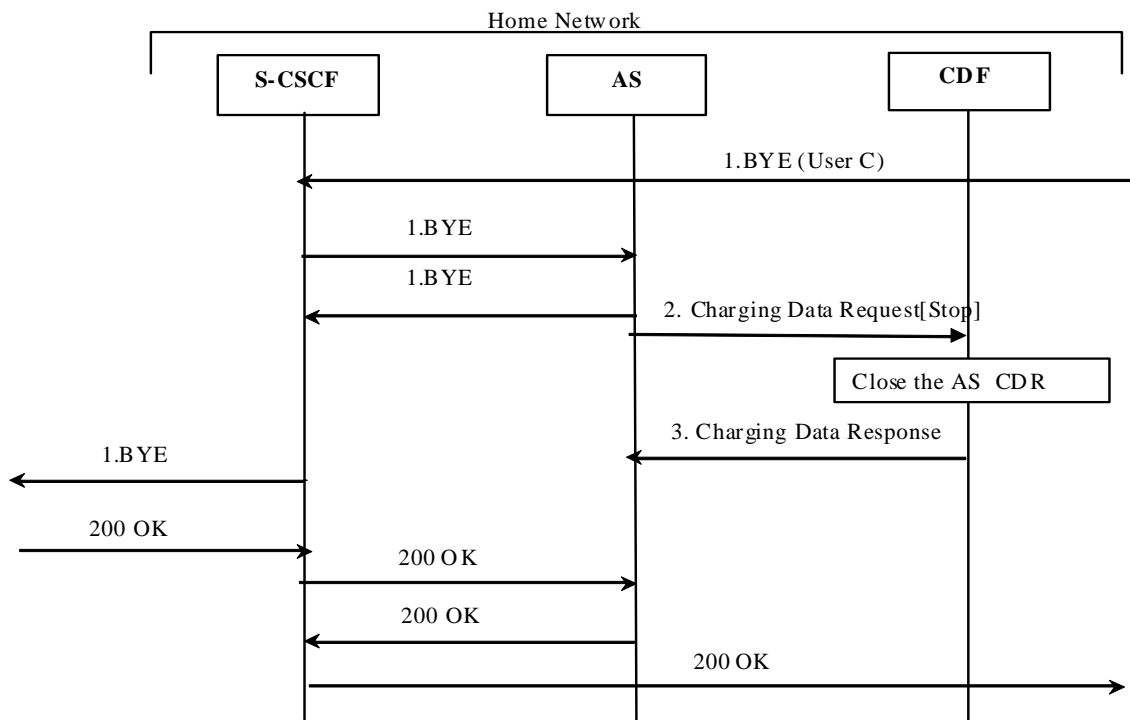 Home Network
S-CSCF
AS
CDF
1.BYE (User C)
1.BYE
1.BYE
2. Charging Data Request[Stop]
Close the AS CDR
3. Charging Data Response
1.BYE
200 OK
200 OK
200 OK
200 OK